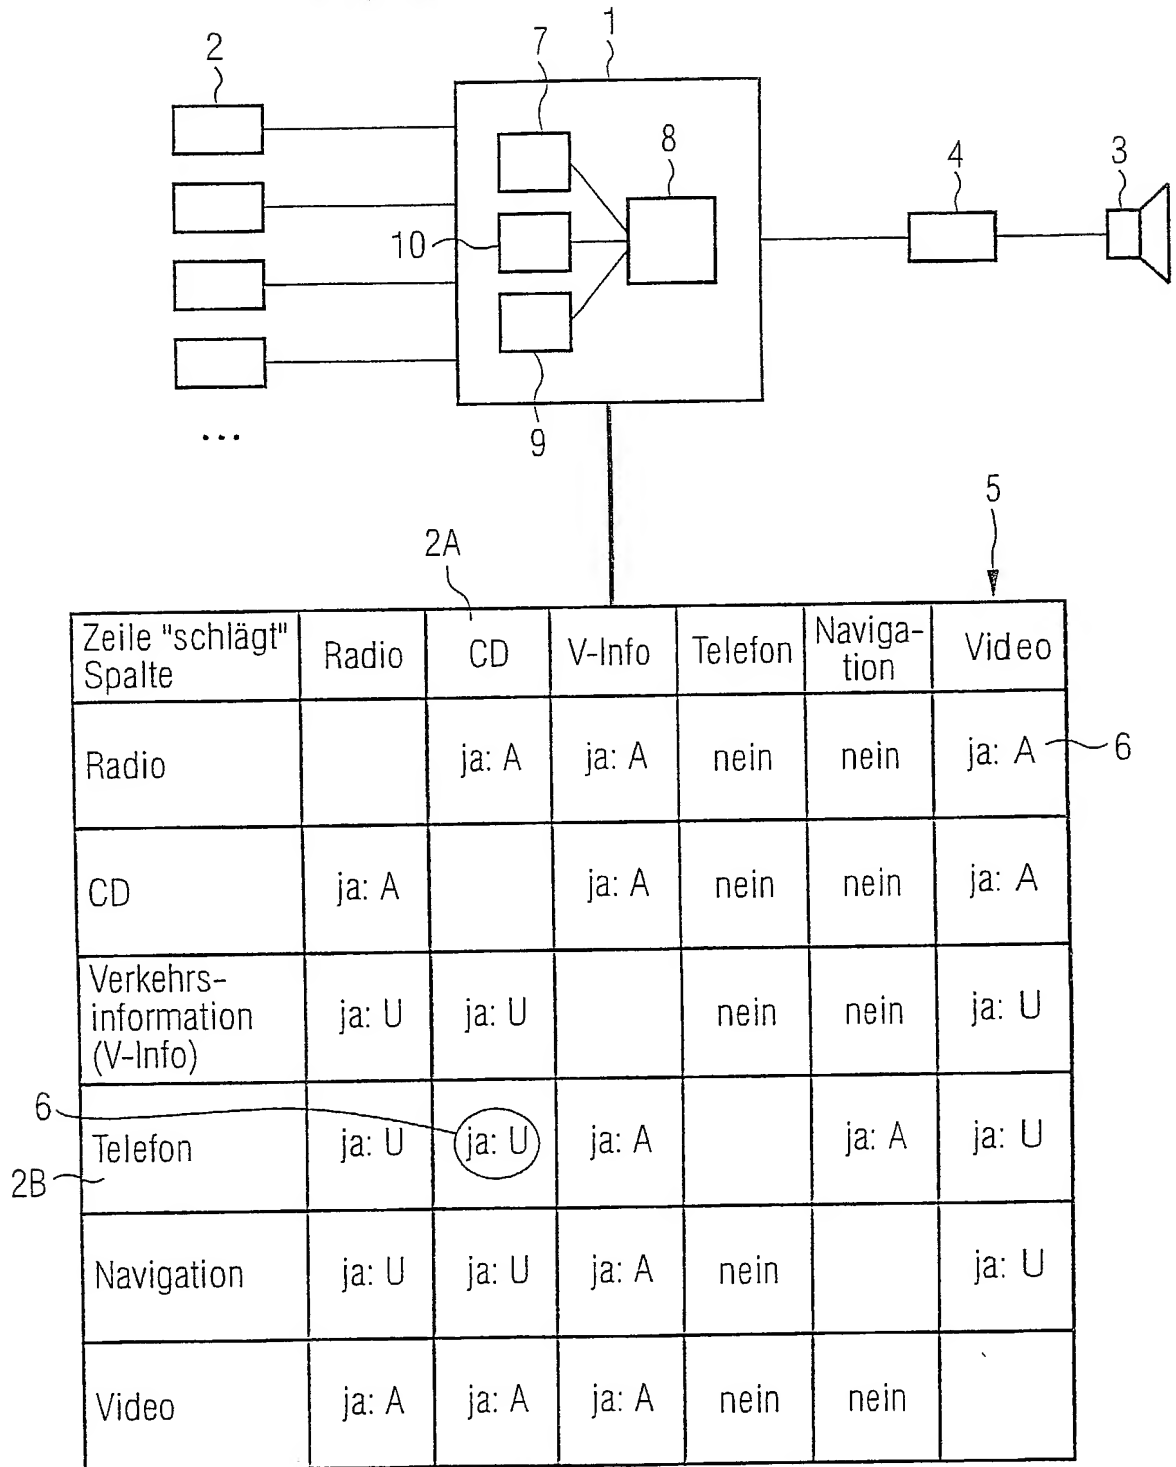 1
7
2
8
4
3
10
9
...
5
2A
Zeile "schlägt"
Spalte
Radio
CD
V-Info
Telefon
Naviga-
tion
Video
Radio
ja: A
ja: A
nein
nein
ja: A
6
CD
ja: A
ja: A
nein
nein
ja: A
Verkehrs-
information
(V-Info)
ja: U
ja: U
nein
nein
ja: U
6
Telefon
ja: U
ja: U
ja: A
ja: A
ja: U
2B
Navigation
ja: U
ja: U
ja: A
nein
ja: U
Video
ja: A
ja: A
ja: A
nein
nein